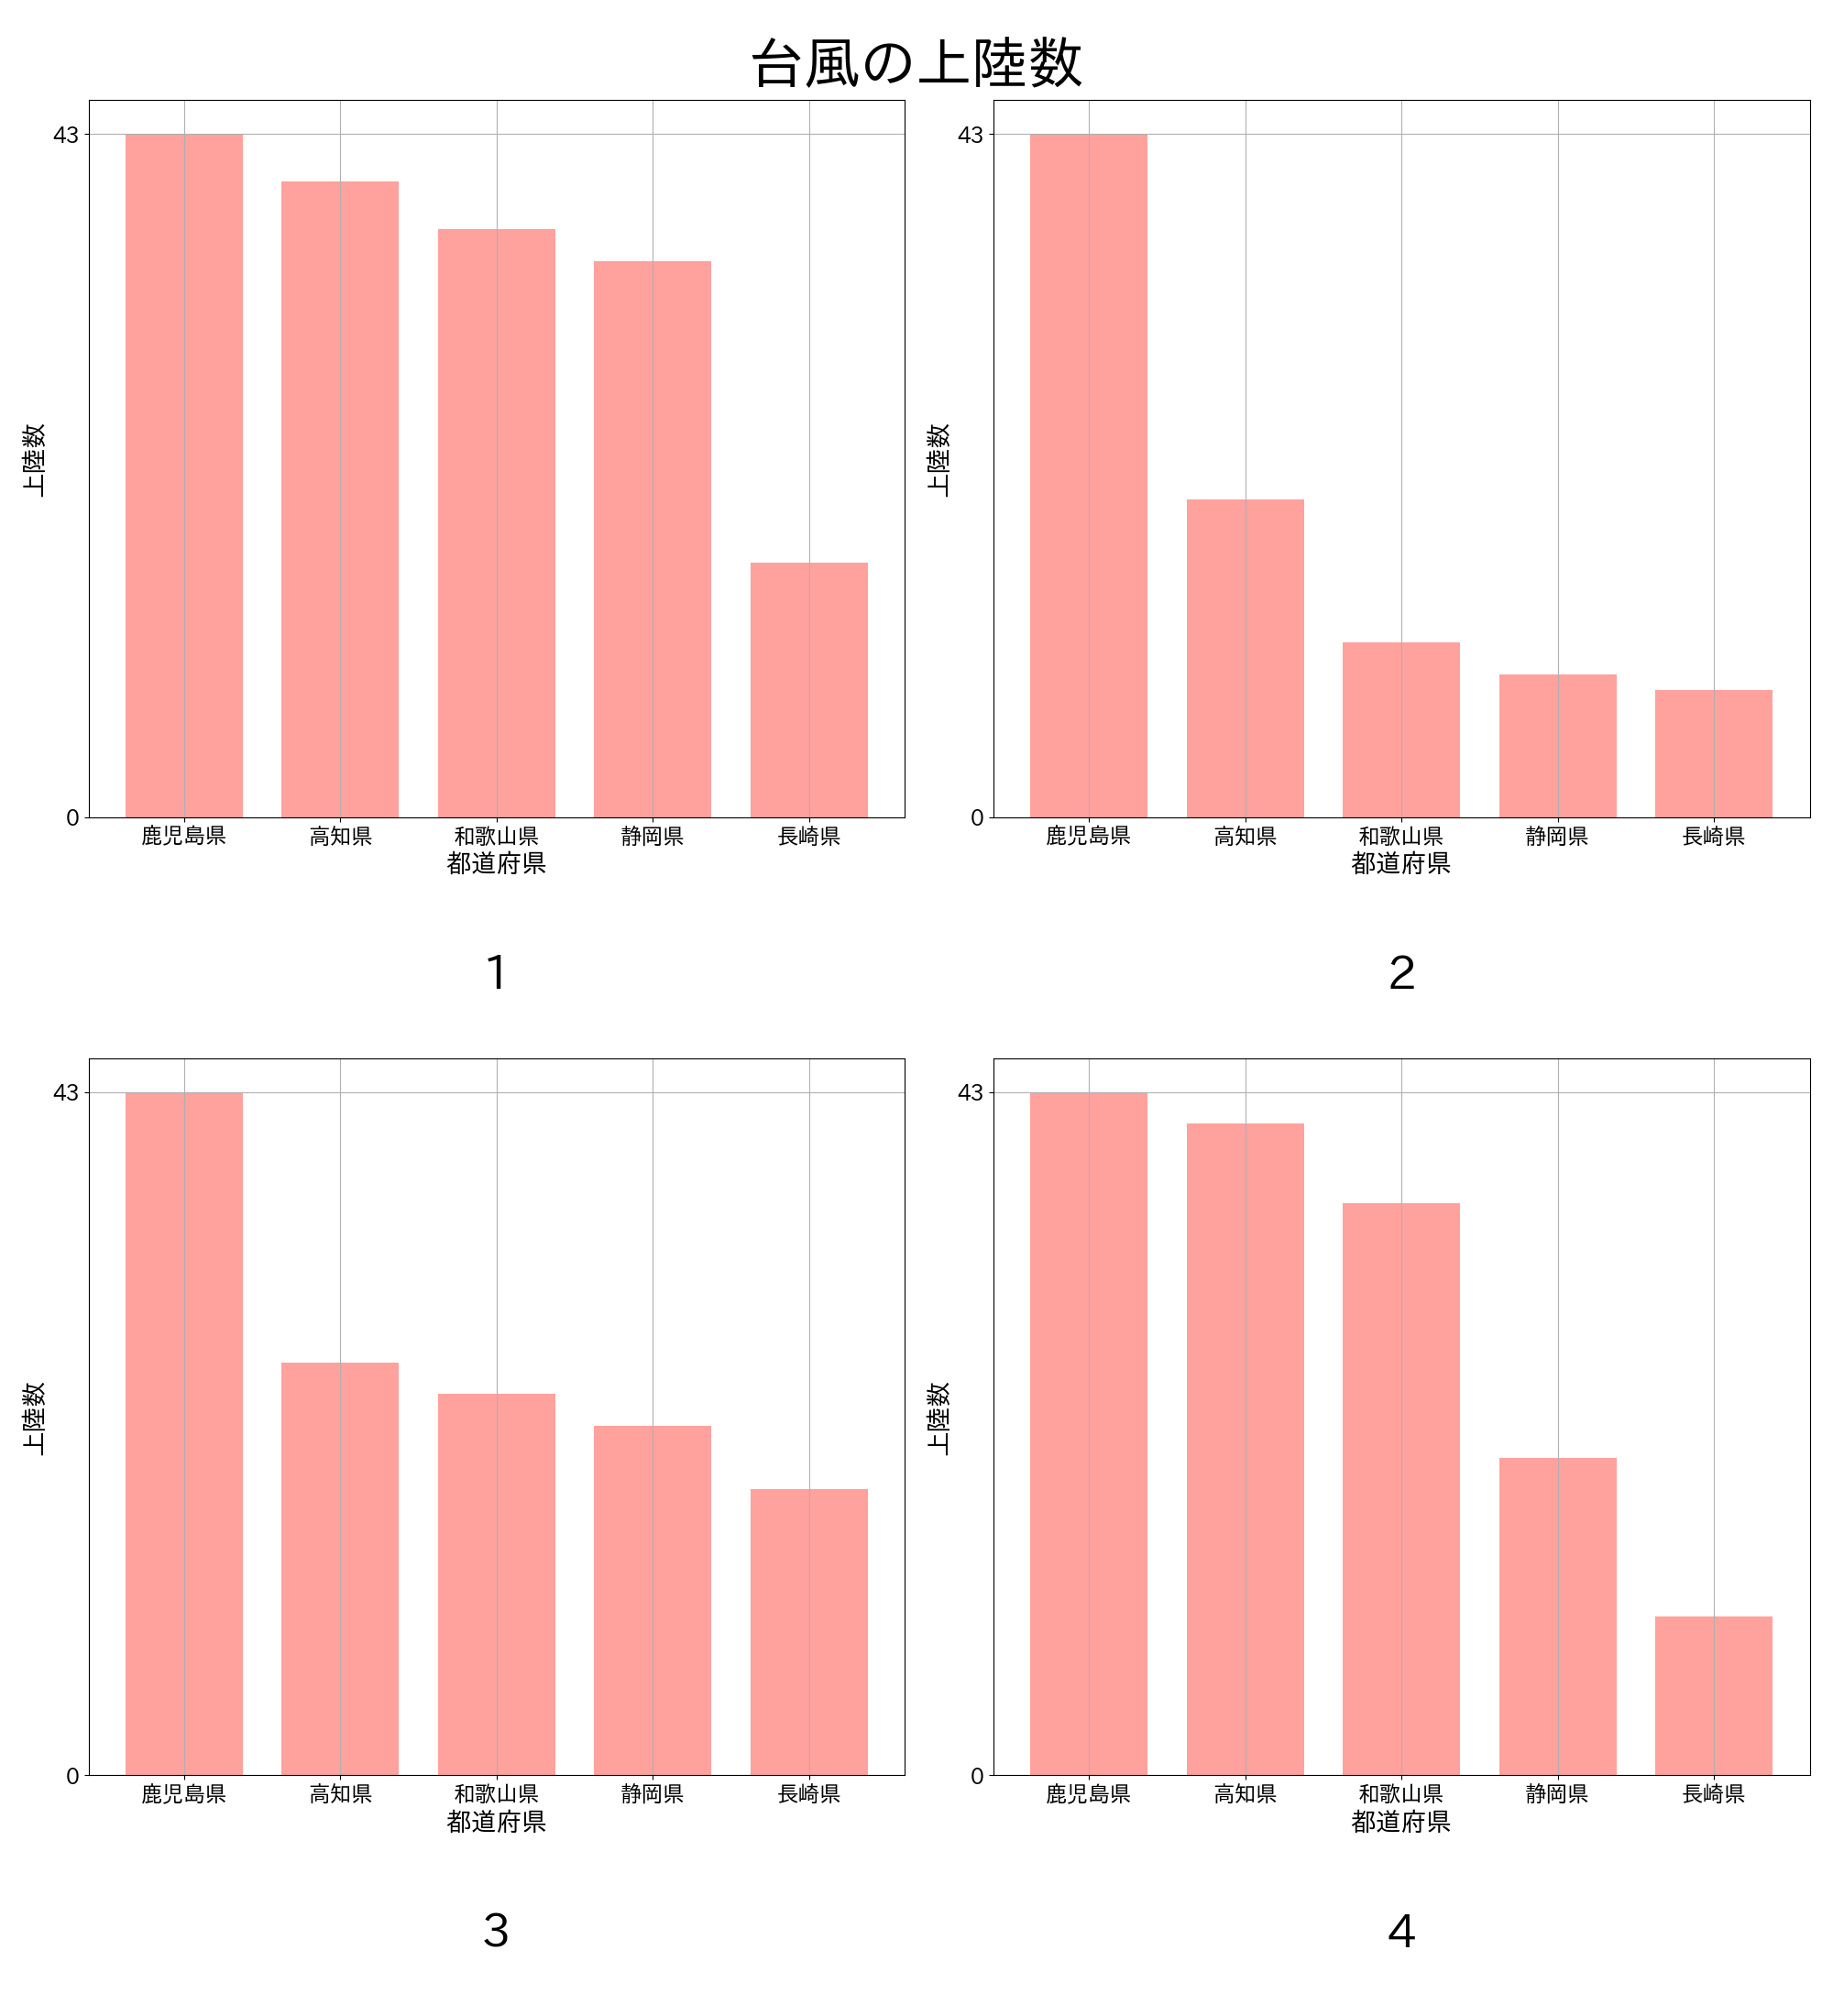 台風の上陸数
43
上陸数
0
鹿児島県 高知県 和歌山県 静岡県 長崎県
都道府県
1
43
上陸数
0
鹿児島県 高知県 和歌山県 静岡県 長崎県
都道府県
2
43
上陸数
0
鹿児島県 高知県 和歌山県 静岡県 長崎県
都道府県
3
43
上陸数
0
鹿児島県 高知県 和歌山県 静岡県 長崎県
都道府県
4